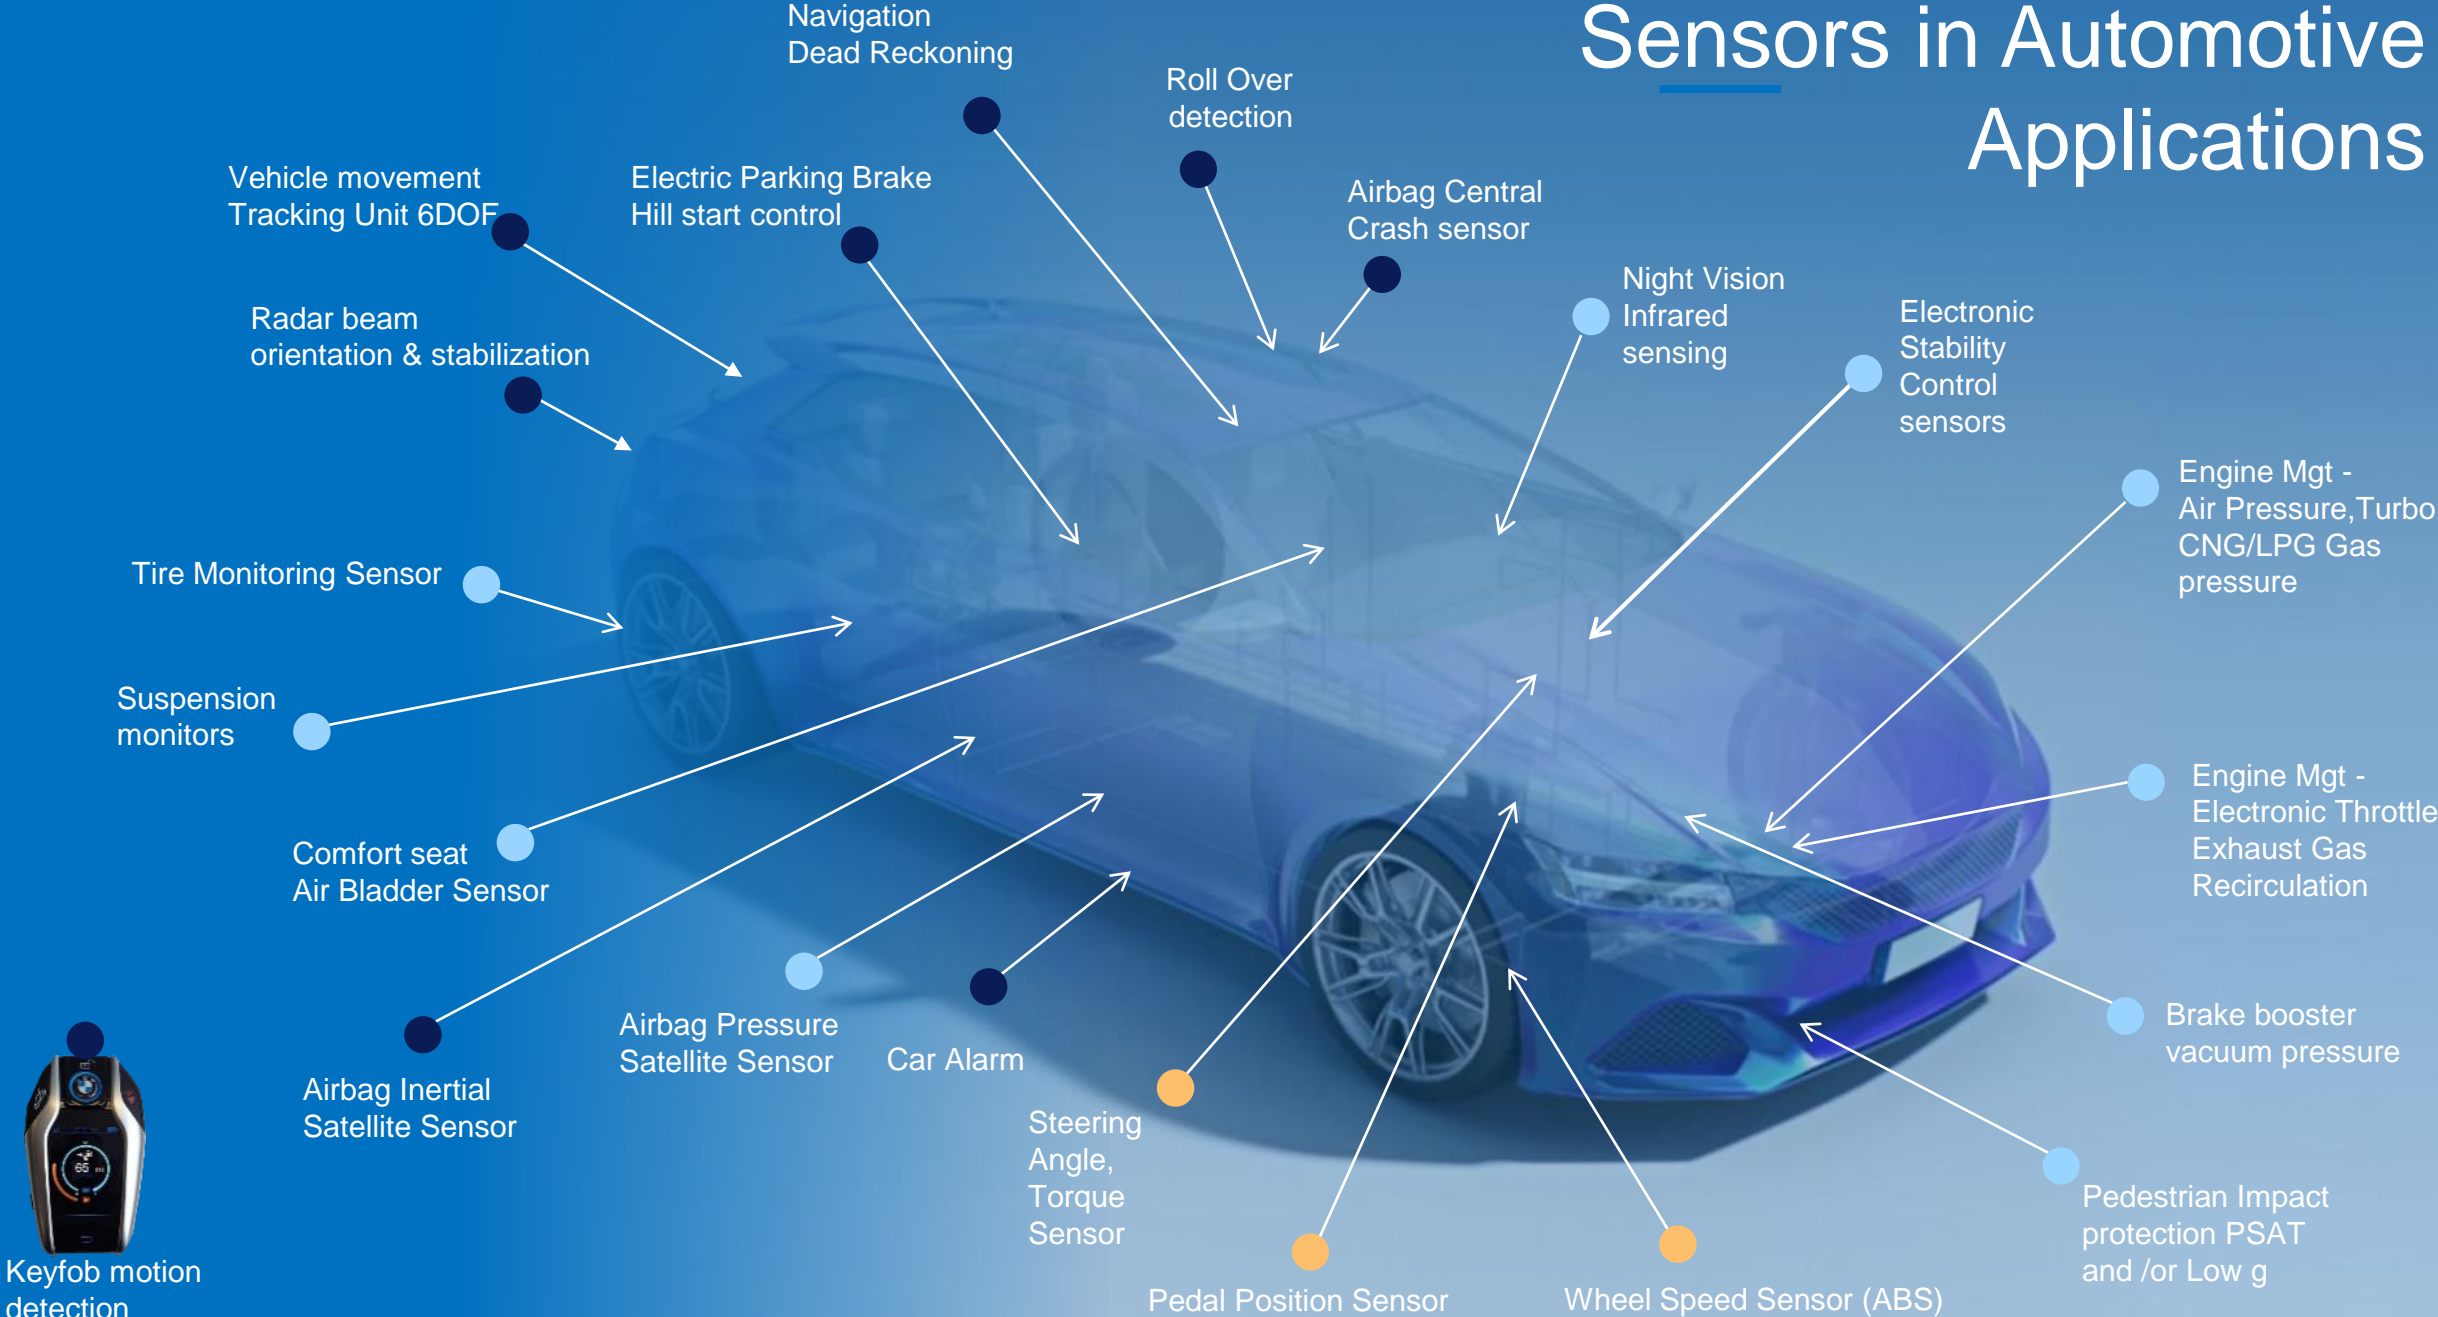 Sensors in Automotive
Applications
Navigation
Dead Reckoning
Roll Over
detection
Vehicle movement
Tracking Unit 6DOF
Electric Parking Brake
Hill start control
Airbag Central
Crash sensor
Radar beam
orientation & stabilization
Night Vision
Infrared
sensing
Electronic
Stability
Control
sensors
Engine Mgt -
Air Pressure,Turbo
CNG/LPG Gas
pressure
Tire Monitoring Sensor
Suspension
monitors
Engine Mgt -
Electronic Throttle
Exhaust Gas
Recirculation
Comfort seat
Air Bladder Sensor
Airbag Pressure
Satellite Sensor
Car Alarm
Brake booster
vacuum pressure
Airbag Inertial
Satellite Sensor
Steering
Angle,
Torque
Sensor
Pedestrian Impact
protection PSAT
and /or Low g
65
Keyfob motion
detection
Pedal Position Sensor
Wheel Speed Sensor (ABS)